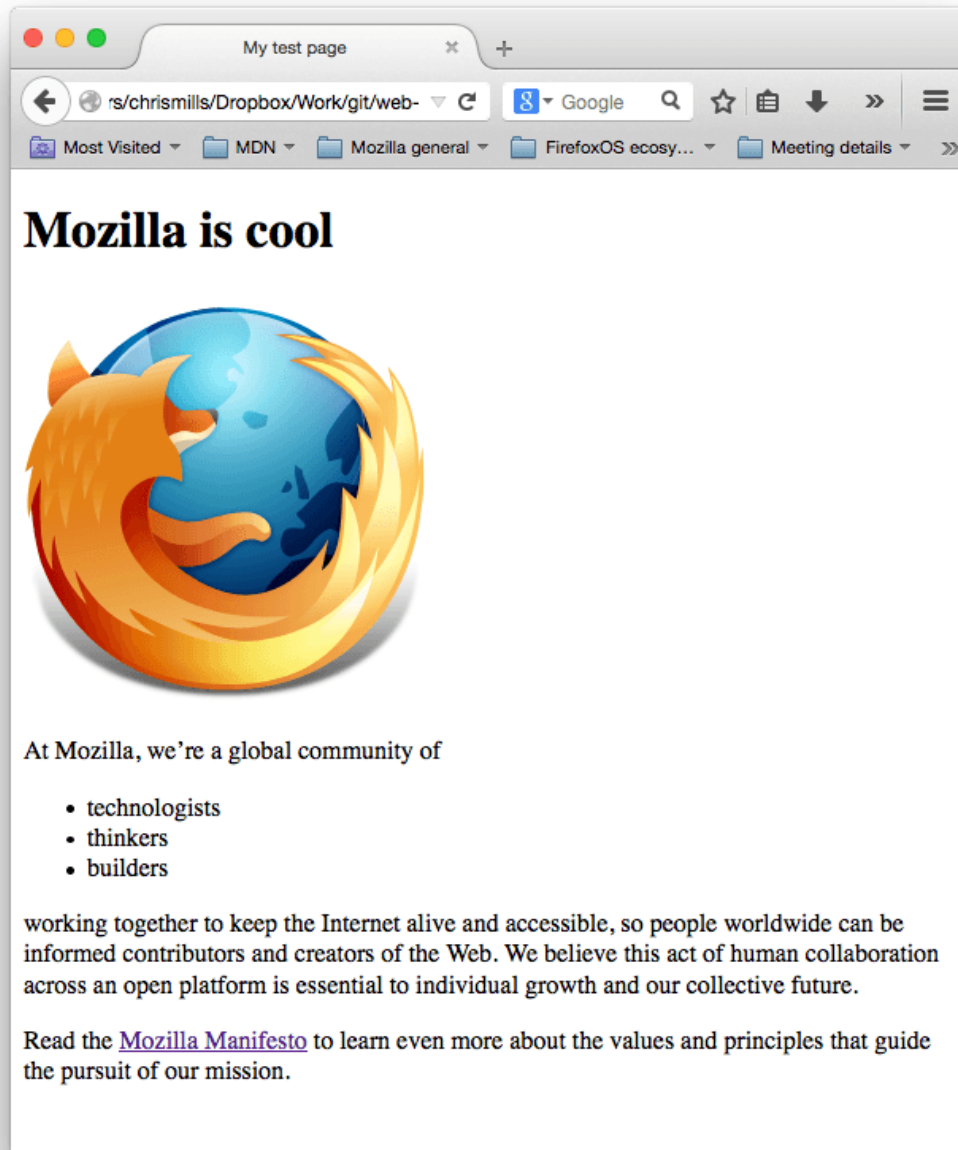 My test page
rs/chrismills/Dropbox/Work/git/web-
8 Google
Most Visited MDN Mozilla general FirefoxOS ecosy... Meeting details
Mozilla is cool
At Mozilla, we’re a global community of
• technologists
• thinkers
• builders
working together to keep the Internet alive and accessible, so people worldwide can be
informed contributors and creators of the Web. We believe this act of human collaboration
across an open platform is essential to individual growth and our collective future.
Read the Mozilla Manifesto to learn even more about the values and principles that guide
the pursuit of our mission.